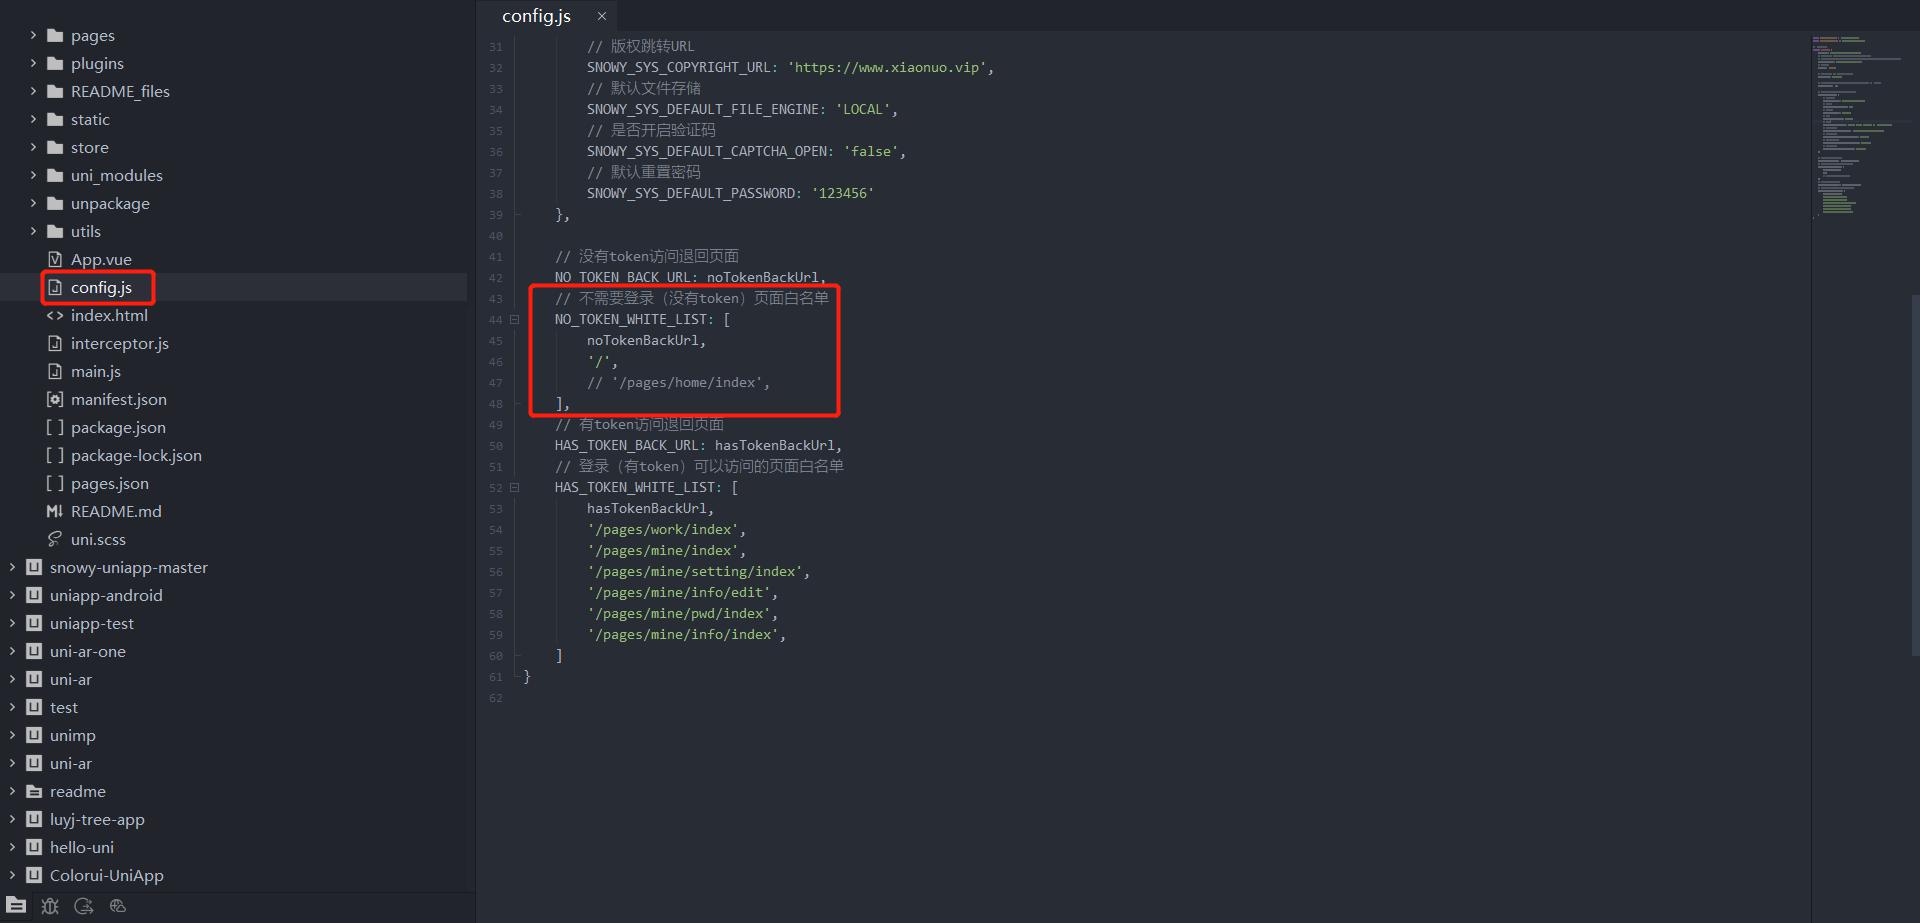 pages
plugins
README_files
static
store
uni_modules
unpackage
utils
App.vue
config.js
<> index.html
interceptor.js
main.js
manifest.json
[ ] package.json
[ ] package-lock.json
[ ] pages.json
M↓ README.md
uni.scss
U snowy-uniapp-master
U uniapp-android
U uniapp-test
U uni-ar-one
U uni-ar
U test
U unimp
U uni-ar
readme
U luyj-tree-app
U hello-uni
U Colorui-UniApp
config.js ×
31 // 版权跳转URL
32 SNOWY_SYS_COPYRIGHT_URL: 'https://www.xiaonuo.vip',
33 // 默认文件存储
34 SNOWY_SYS_DEFAULT_FILE_ENGINE: 'LOCAL',
35 // 是否开启验证码
36 SNOWY_SYS_DEFAULT_CAPTCHA_OPEN: 'false',
37 // 默认重置密码
38 SNOWY_SYS_DEFAULT_PASSWORD: '123456'
39 },
40
41 // 没有token访问退回页面
42 NO_TOKEN_BACK_URL: noTokenBackUrl,
43 // 不需要登录（没有token）页面白名单
44 NO_TOKEN_WHITE_LIST: [
45 noTokenBackUrl,
46 '/',
47 // '/pages/home/index',
48 ],
49 // 有token访问退回页面
50 HAS_TOKEN_BACK_URL: hasTokenBackUrl,
51 // 登录（有token）可以访问的页面白名单
52 HAS_TOKEN_WHITE_LIST: [
53 hasTokenBackUrl,
54 '/pages/work/index',
55 '/pages/mine/index',
56 '/pages/mine/setting/index',
57 '/pages/mine/info/edit',
58 '/pages/mine/pwd/index',
59 '/pages/mine/info/index',
60 ]
61 }
62